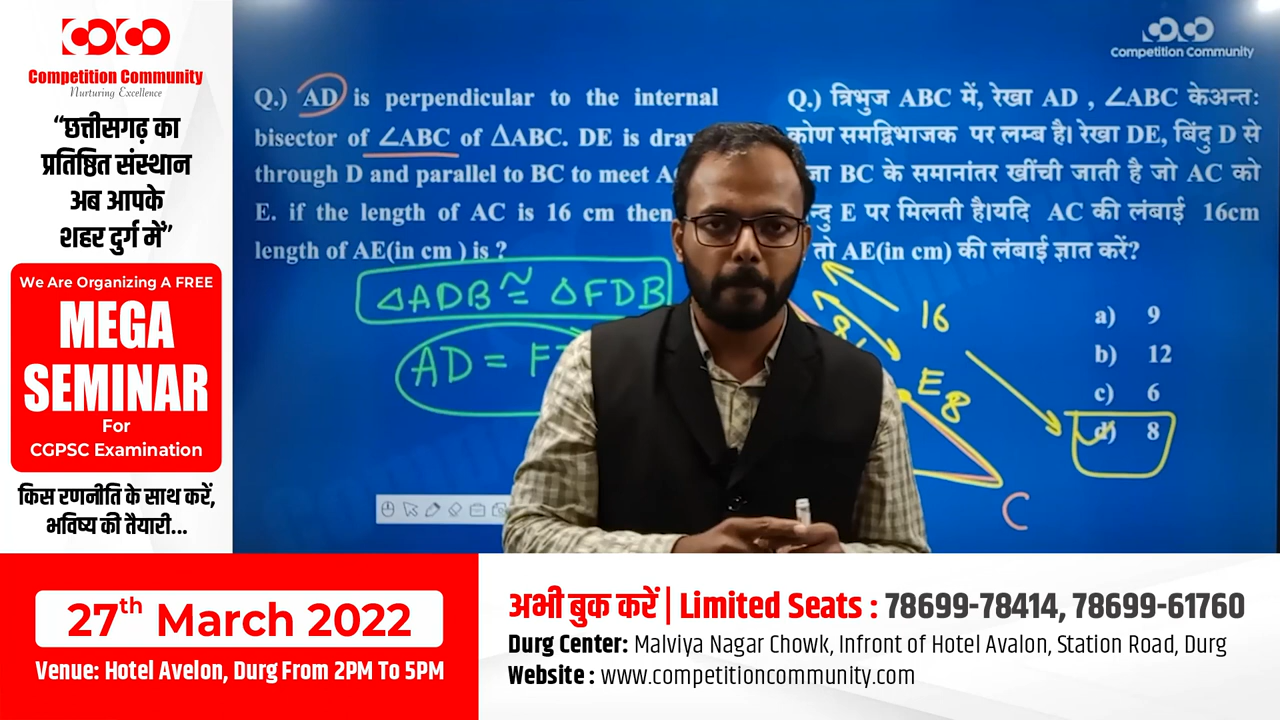 COCO
Competition Community
Nurturing Excellence
“छत्तीसगढ़ का
प्रतिष्ठित संस्थान
अब आपके
शहर दुर्ग में”
We Are Organizing A FREE
MEGA
SEMINAR
For
CGPSC Examination
किस रणनीति के साथ करें,
भविष्य की तैयारी...
COCO
Competition Community
Q.) AD is perpendicular to the internal
bisector of ∠ABC of ΔABC. DE is
through D and parallel to BC to meet
E. if the length of AC is 16 cm then
length of AE(in cm ) is ?
Q.) त्रिभुज ABC में, रेखा AD , ∠ABC केअन्तः
कोण समद्विभाजक पर लम्ब है। रेखा DE, बिंदु D से
BC के समानांतर खींची जाती है जो AC को
E पर मिलती है।यदि AC की लंबाई 16cm
तो AE(in cm) की लंबाई ज्ञात करें?
ΔADB ≅ ΔFDB
AD =
8
16
E
8
C
a) 9
b) 12
c) 6
d) 8
27th March 2022
Venue: Hotel Avelon, Durg From 2PM To 5PM
अभी बुक करें | Limited Seats : 78699-78414, 78699-61760
Durg Center: Malviya Nagar Chowk, Infront of Hotel Avalon, Station Road, Durg
Website : www.competitioncommunity.com